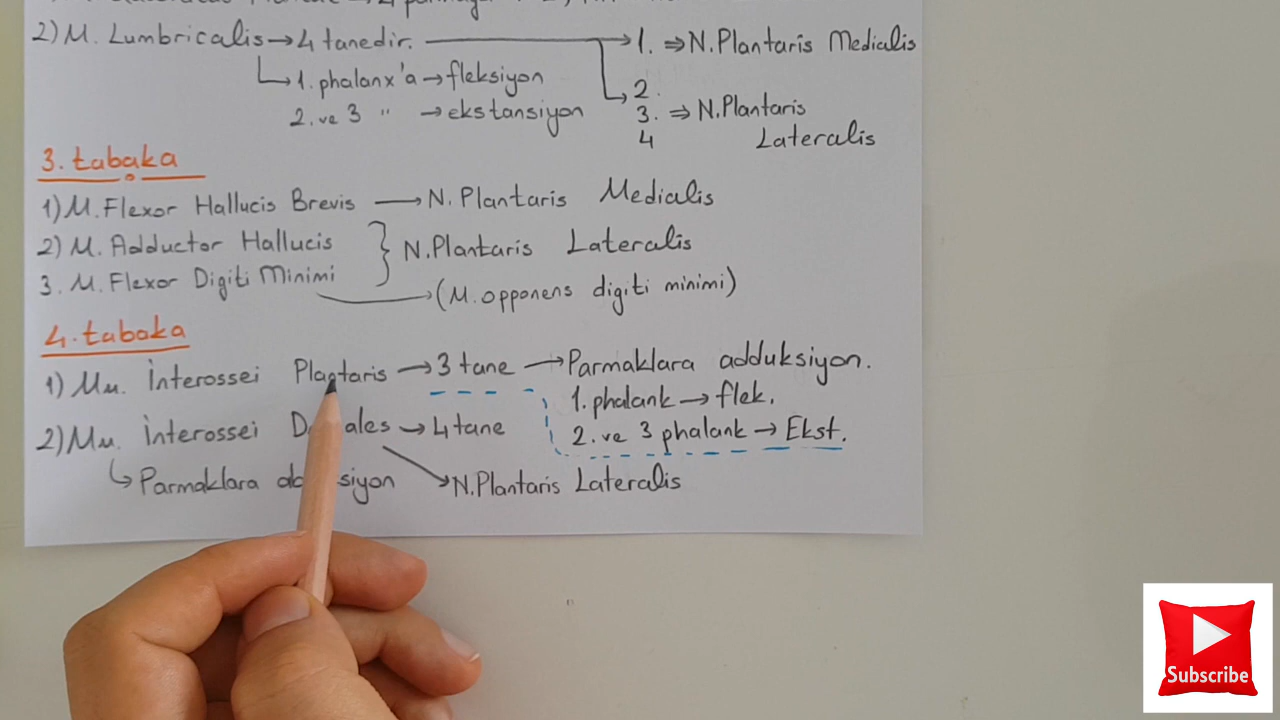 2) M. Lumbricalis → 4 tanedir. → 1. ⇒ N.Plantaris Medialis
↳ 1. phalanx'a → fleksiyon
2. ve 3 " → ekstansiyon
2.
3. ⇒ N.Plantaris
4 Lateralis
3. tabaka
1) M. Flexor Hallucis Brevis → N. Plantaris Medialis
2) M. Adductor Hallucis } N.Plantaris Lateralis
3. M. Flexor Digiti Minimi → (M. opponens digiti minimi)
4. tabaka
1) Mm. İnterossei Plantaris → 3 tane → Parmaklara adduksiyon.
1. phalank → flek.
2. ve 3 phalank → Ekst.
2) Mm. İnterossei → 4 tane
↳ Parmaklara
→ N.Plantaris Lateralis
Subscribe